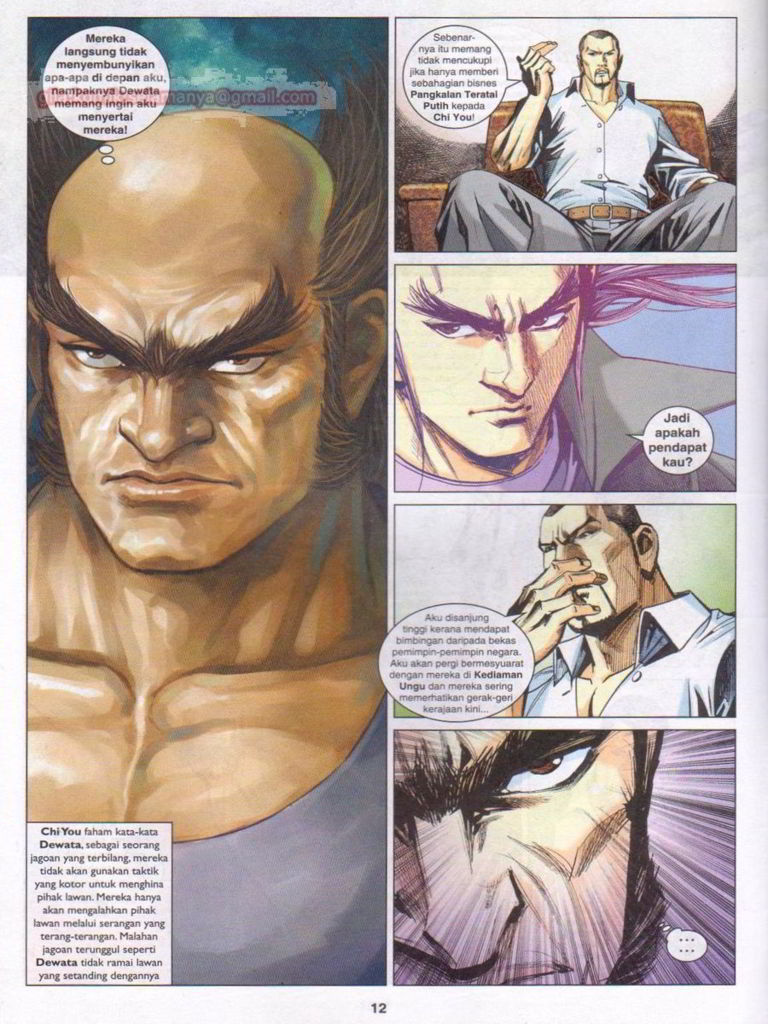 Mereka
langsung tidak
menyembunyikan
apa-apa di depan aku,
nampaknya Dewata
memang ingin aku
menyertai
mereka!
manya@gmail.com
Sebenar-
nya itu memang
tidak mencukupi
jika hanya memberi
sebahagian bisnes
Pangkalan Teratai
Putih kepada
Chi You!
Jadi
apakah
pendapat
kau?
Aku disanjung
tinggi kerana mendapat
bimbingan daripada bekas
pemimpin-pemimpin negara.
Aku akan pergi bermesyuarat
dengan mereka di Kediaman
Ungu dan mereka sering
memerhatikan gerak-geri
kerajaan kini...
Chi You faham kata-kata
Dewata, sebagai seorang
jagoan yang terbilang, mereka
tidak akan gunakan taktik
yang kotor untuk menghina
pihak lawan. Mereka hanya
akan mengalahkan pihak
lawan melalui serangan yang
terang-terangan. Malahan
jagoan terunggul seperti
Dewata tidak ramai lawan
yang setanding dengannya
...
...
12